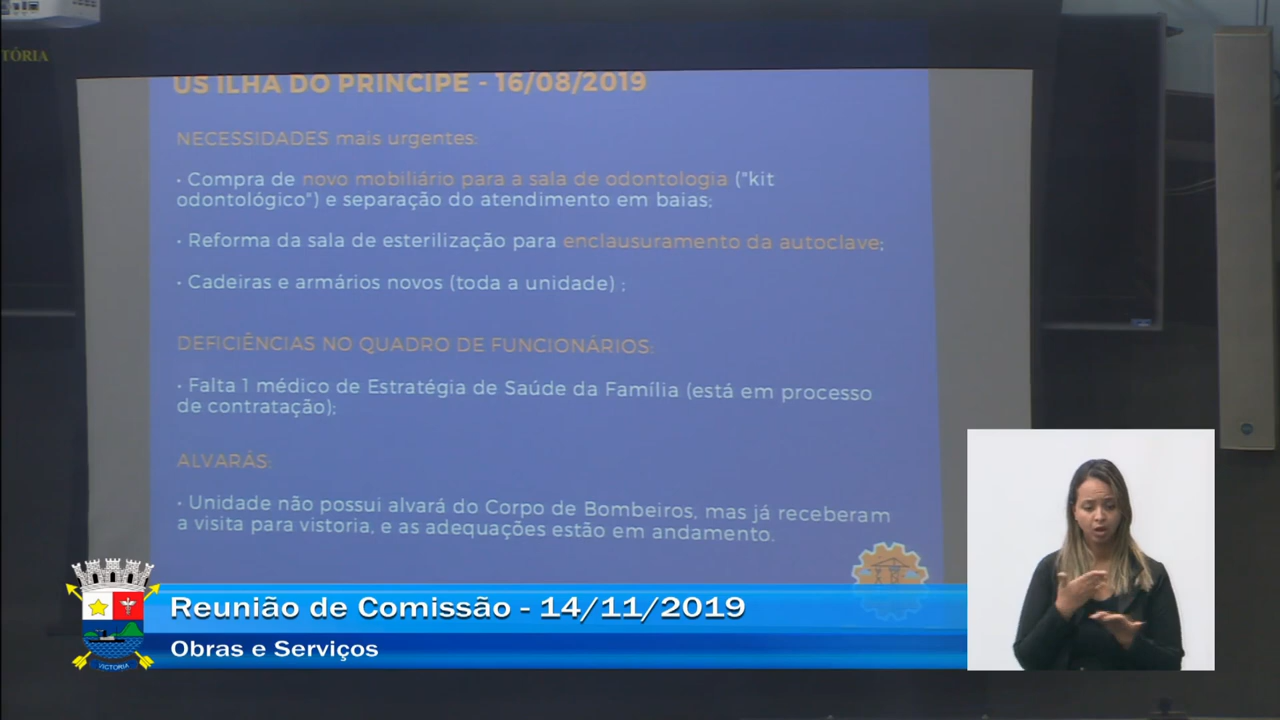 TÓRIA
US ILHA DO PRINCIPE - 16/08/2019
NECESSIDADES mais urgentes:
• Compra de novo mobiliário para a sala de odontologia ("kit
odontológico") e separação do atendimento em baias;
• Reforma da sala de esterilização para enclausuramento da autoclave;
• Cadeiras e armários novos (toda a unidade) ;
DEFICIÊNCIAS NO QUADRO DE FUNCIONÁRIOS:
• Falta 1 médico de Estratégia de Saúde da Família (está em processo
de contratação);
ALVARÁS:
• Unidade não possui alvará do Corpo de Bombeiros, mas já receberam
a visita para vistoria, e as adequações estão em andamento.
Reunião de Comissão - 14/11/2019
Obras e Serviços
VICTORIA